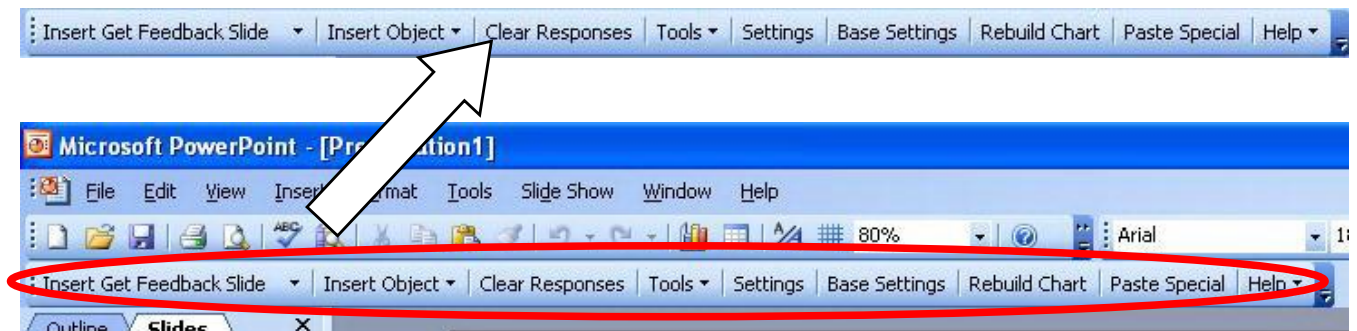 Insert Get Feedback Slide Insert Object Clear Responses Tools Settings Base Settings Rebuild Chart Paste Special Help
Microsoft PowerPoint - [
File Edit View Tools Slide Show Window Help
ABC 80% Arial
Insert Get Feedback Slide Insert Object Clear Responses Tools Settings Base Settings Rebuild Chart Paste Special Help
Outline Slides X